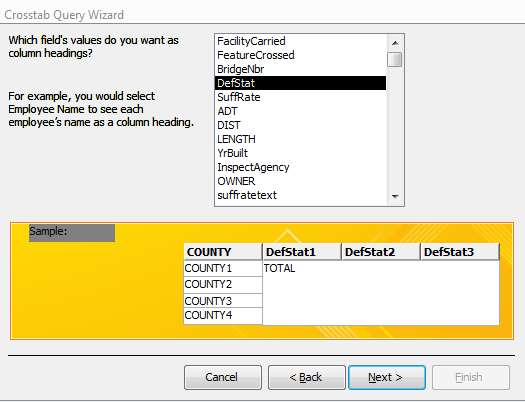 Crosstab Query Wizard
Which field's values do you want as
column headings?
For example, you would select
Employee Name to see each
employee's name as a column heading.
FacilityCarried
FeatureCrossed
BridgeNbr
DefStat
SuffRate
ADT
DIST
LENGTH
YrBuilt
InspectAgency
OWNER
suffratetext
Sample:
COUNTY DefStat1 DefStat2 DefStat3
COUNTY1 TOTAL
COUNTY2
COUNTY3
COUNTY4
Cancel < Back Next > Finish